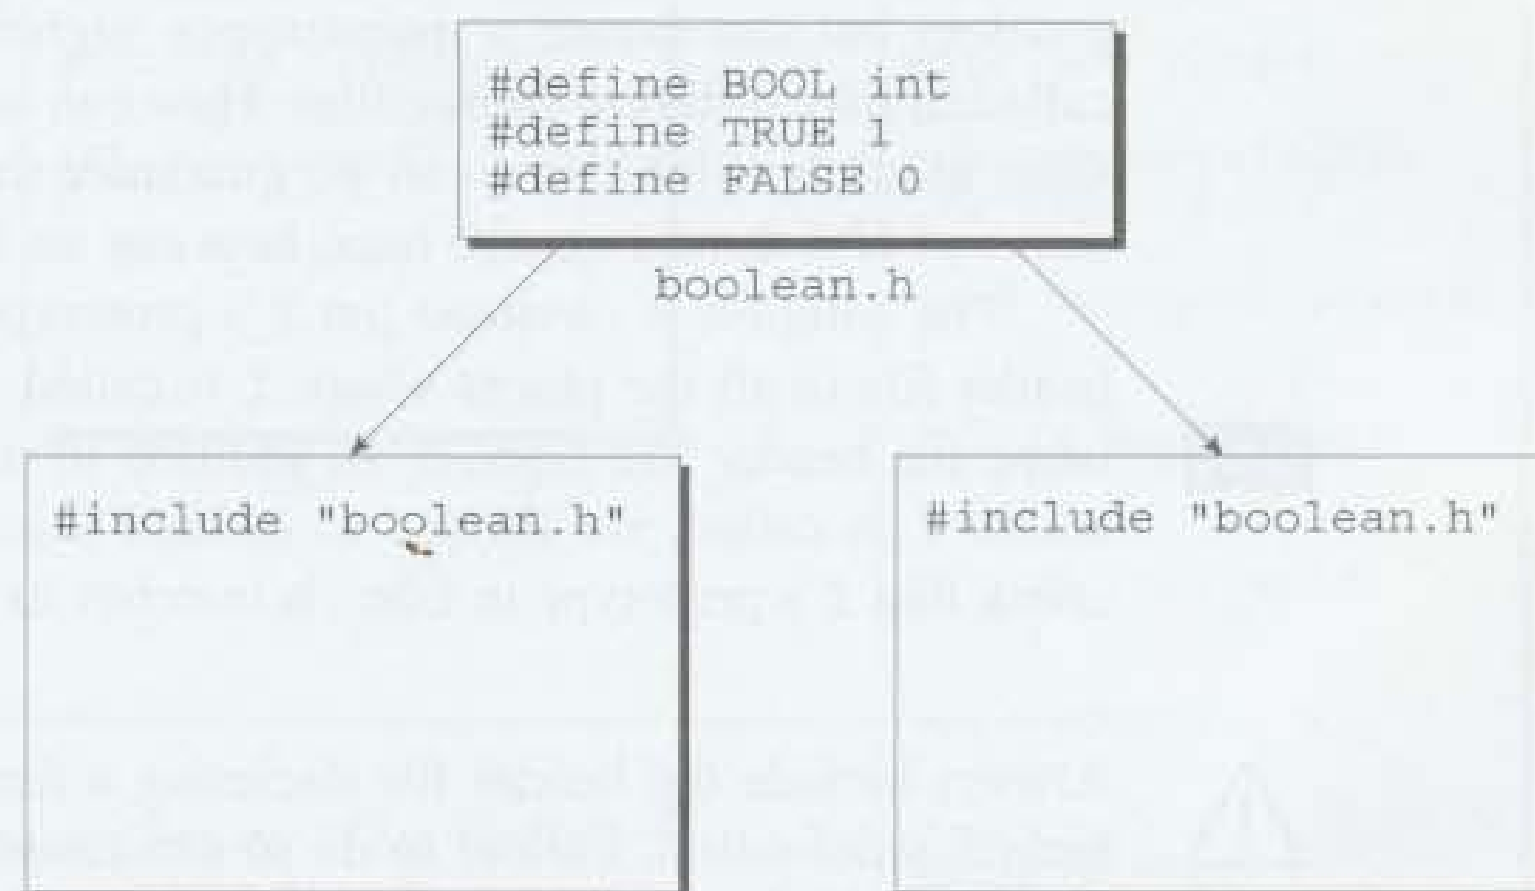 #define BOOL int
#define TRUE 1
#define FALSE 0
boolean.h
#include "boolean.h"
#include "boolean.h"